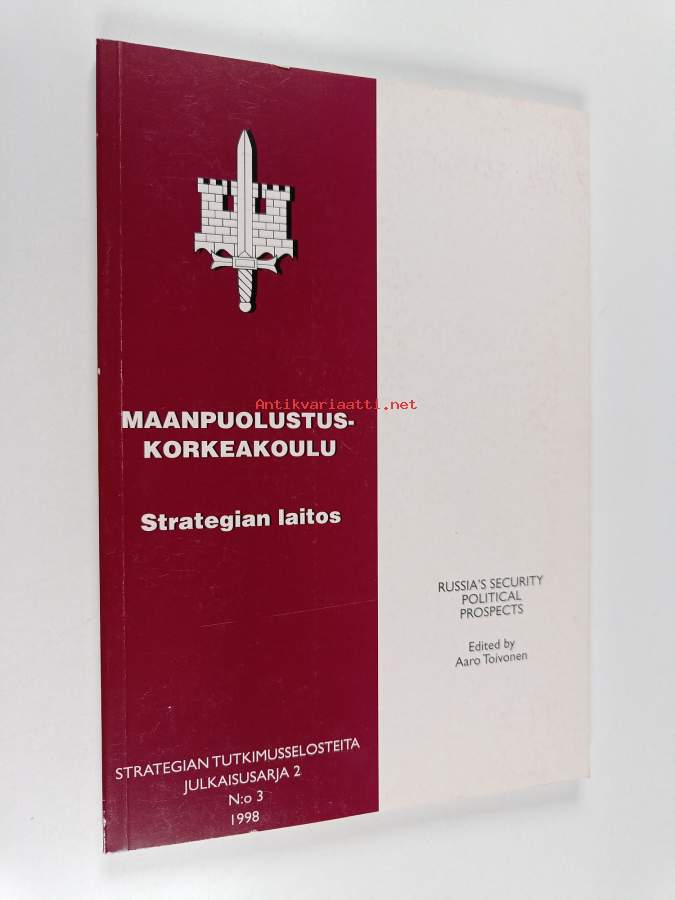 Antikvariaatti.net
MAANPUOLUSTUS-
KORKEAKOULU
Strategian laitos
RUSSIA'S SECURITY
POLITICAL
PROSPECTS
Edited by
Aaro Toivonen
STRATEGIAN TUTKIMUSSELOSTEITA
JULKAISUSARJA 2
N:o 3
1998